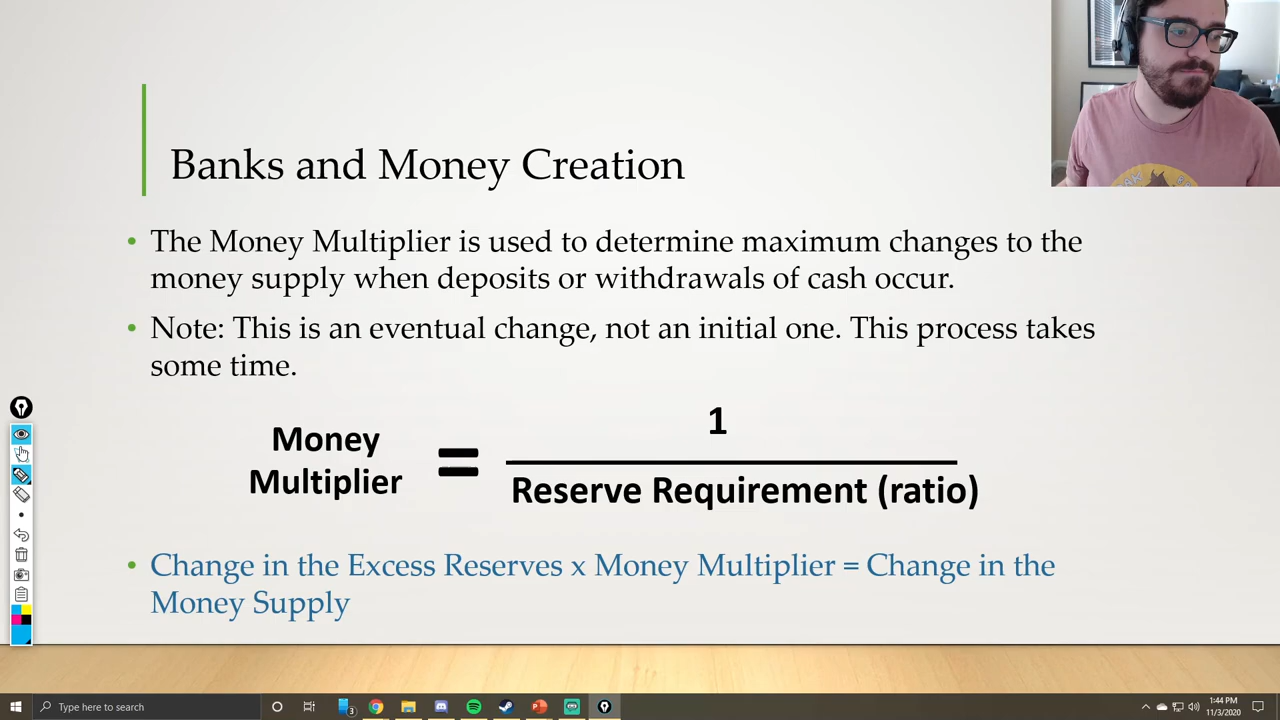 Banks and Money Creation
• The Money Multiplier is used to determine maximum changes to the
money supply when deposits or withdrawals of cash occur.
• Note: This is an eventual change, not an initial one. This process takes
some time.
1
Money
Multiplier
=
Reserve Requirement (ratio)
• Change in the Excess Reserves x Money Multiplier = Change in the
Money Supply
3
Type here to search
1:44 PM
11/3/2020